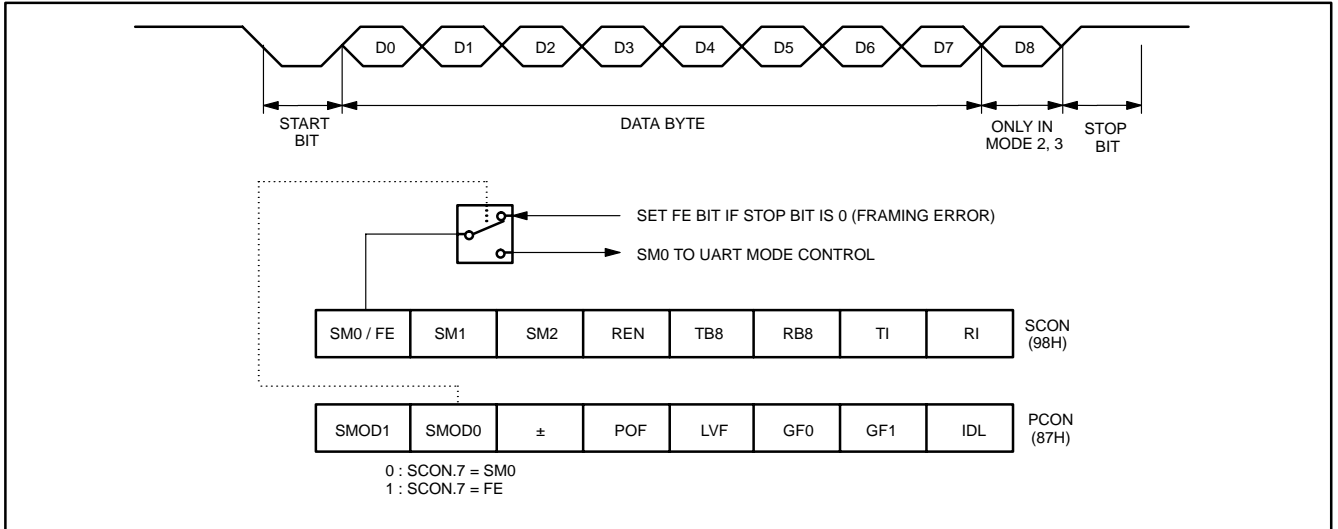 D0 D1 D2 D3 D4 D5 D6 D7 D8
START
BIT
DATA BYTE
ONLY IN
MODE 2, 3
STOP
BIT
SET FE BIT IF STOP BIT IS 0 (FRAMING ERROR)
SM0 TO UART MODE CONTROL
SM0 / FE SM1 SM2 REN TB8 RB8 TI RI
SCON
(98H)
SMOD1 SMOD0 ± POF LVF GF0 GF1 IDL
PCON
(87H)
0 : SCON.7 = SM0
1 : SCON.7 = FE